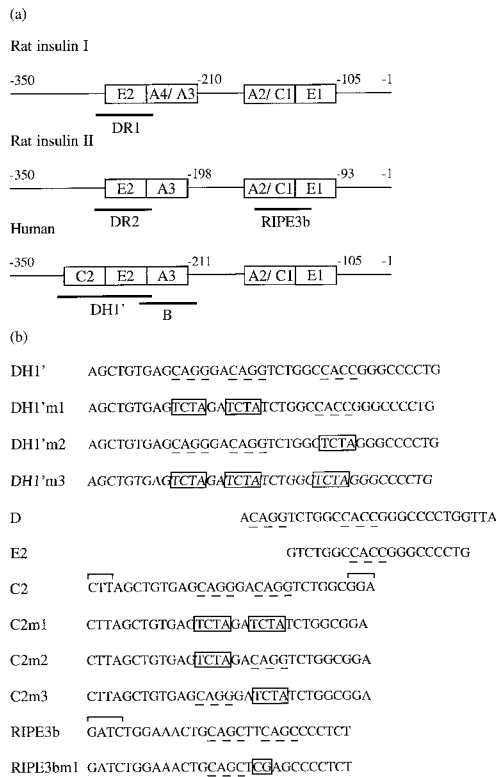 (a)
Rat insulin I
-350 -210 -105 -1
E2 A4/ A3 A2/ C1 E1
DR1
Rat insulin II
-350 -198 -93 -1
E2 A3 A2/ C1 E1
DR2 RIPE3b
Human
-350 -211 -105 -1
C2 E2 A3 A2/ C1 E1
DH1'
B
(b)
DH1' AGCTGTGAGCAGGGACAGGTCTGGCCACCGGGCCCCTG
DH1'm1 AGCTGTGAGTCTAGATCTATCTGGCCACCGGGCCCCTG
DH1'm2 AGCTGTGAGCAGGGACAGGTCTGGCTCTAGGGCCCCTG
DH1'm3 AGCTGTGAGTCTAGATCTATCTGGCTCTAGGGCCCCTG
D ACAGGTCTGGCCACCGGGCCCCTGGTTA
E2 GTCTGGCCACCGGGCCCCTG
C2 CTTAGCTGTGAGCAGGGACAGGTCTGGCGGA
C2m1 CTTAGCTGTGAGTCTAGATCTATCTGGCGGA
C2m2 CTTAGCTGTGAGTCTAGACAGGTCTGGCGGA
C2m3 CTTAGCTGTGAGCAGGGATCTATCTGGCGGA
RIPE3b GATCTGGAAACTGCAGCTTCAGCCCCTCT
RIPE3bm1 GATCTGGAAACTGCAGCTCGAGCCCCTCT